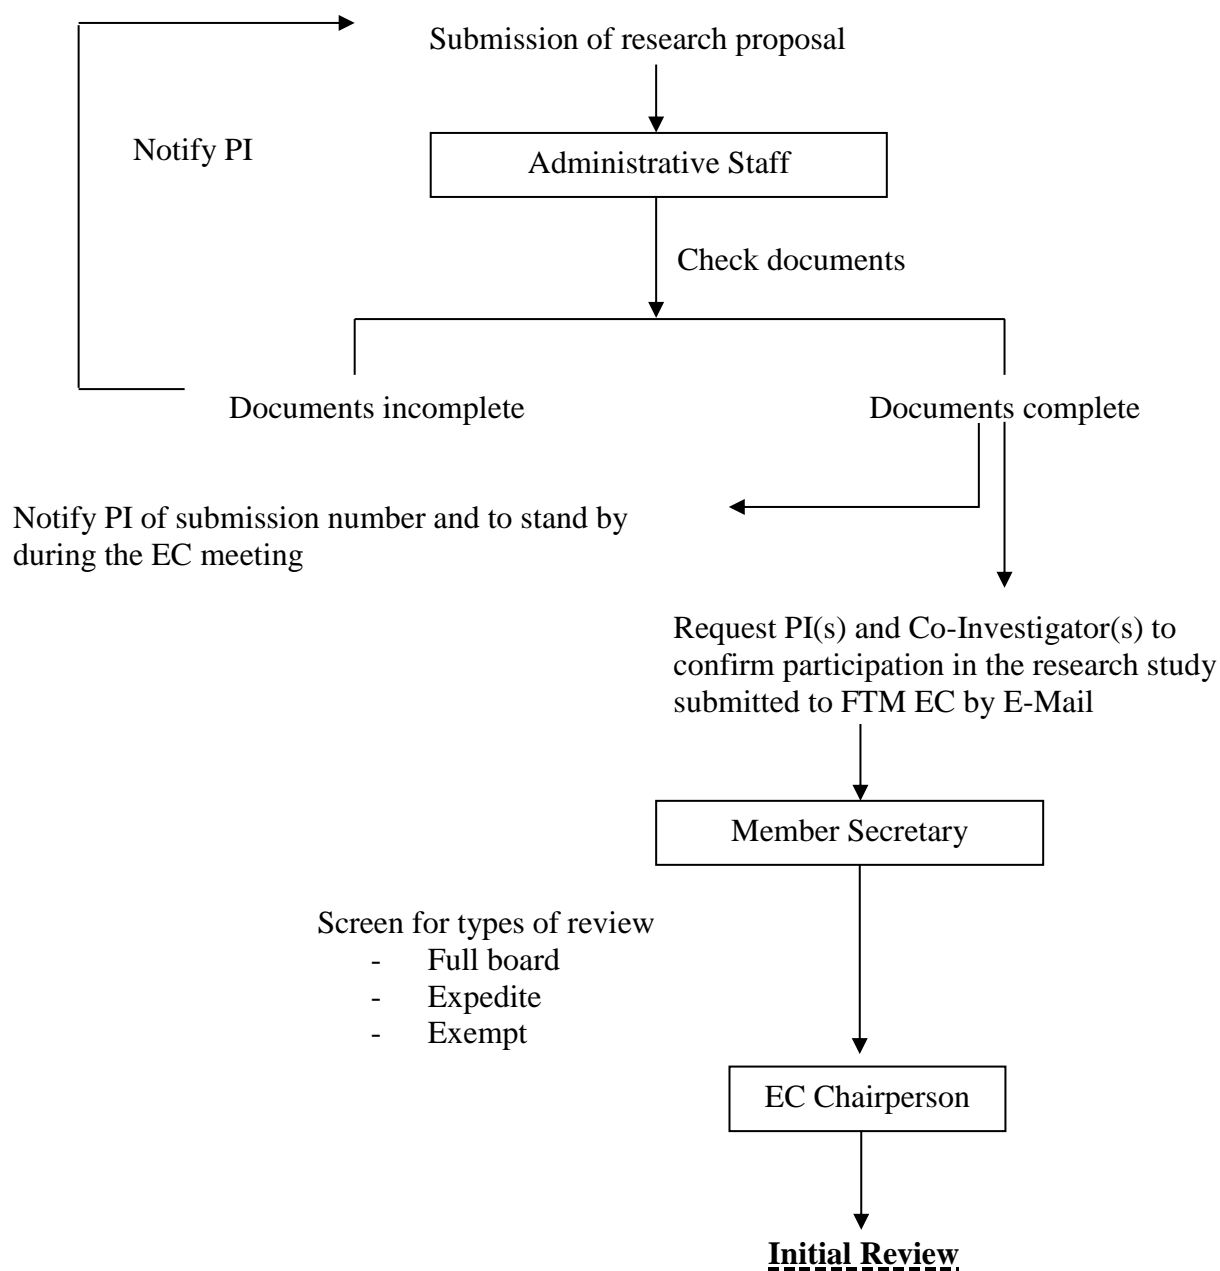 Submission of research proposal
Notify PI
Administrative Staff
Check documents
Documents incomplete
Documents complete
Notify PI of submission number and to stand by
during the EC meeting
Request PI(s) and Co-Investigator(s) to
confirm participation in the research study
submitted to FTM EC by E-Mail
Member Secretary
Screen for types of review
- Full board
- Expedite
- Exempt
EC Chairperson
Initial Review